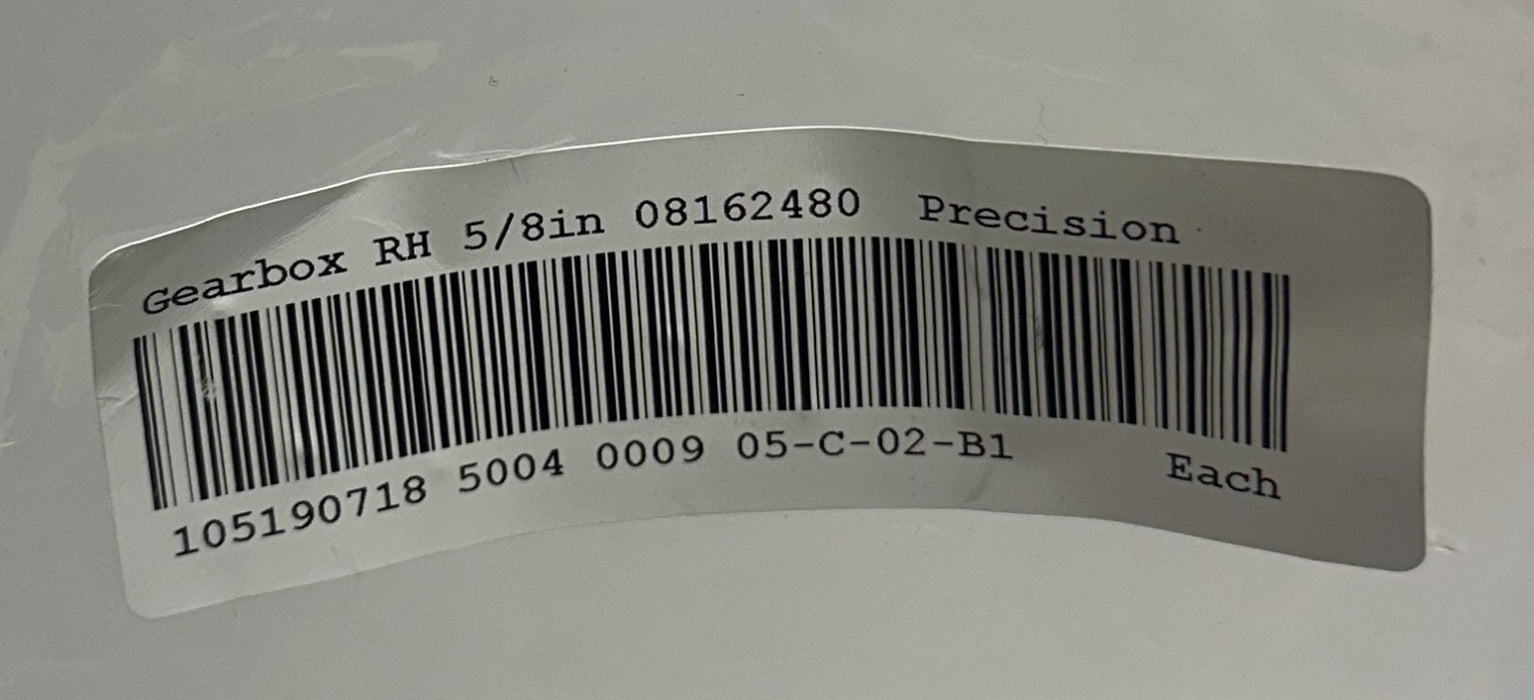 Gearbox RH 5/8in 08162480 Precision
105190718 5004 0009 05-C-02-B1 Each